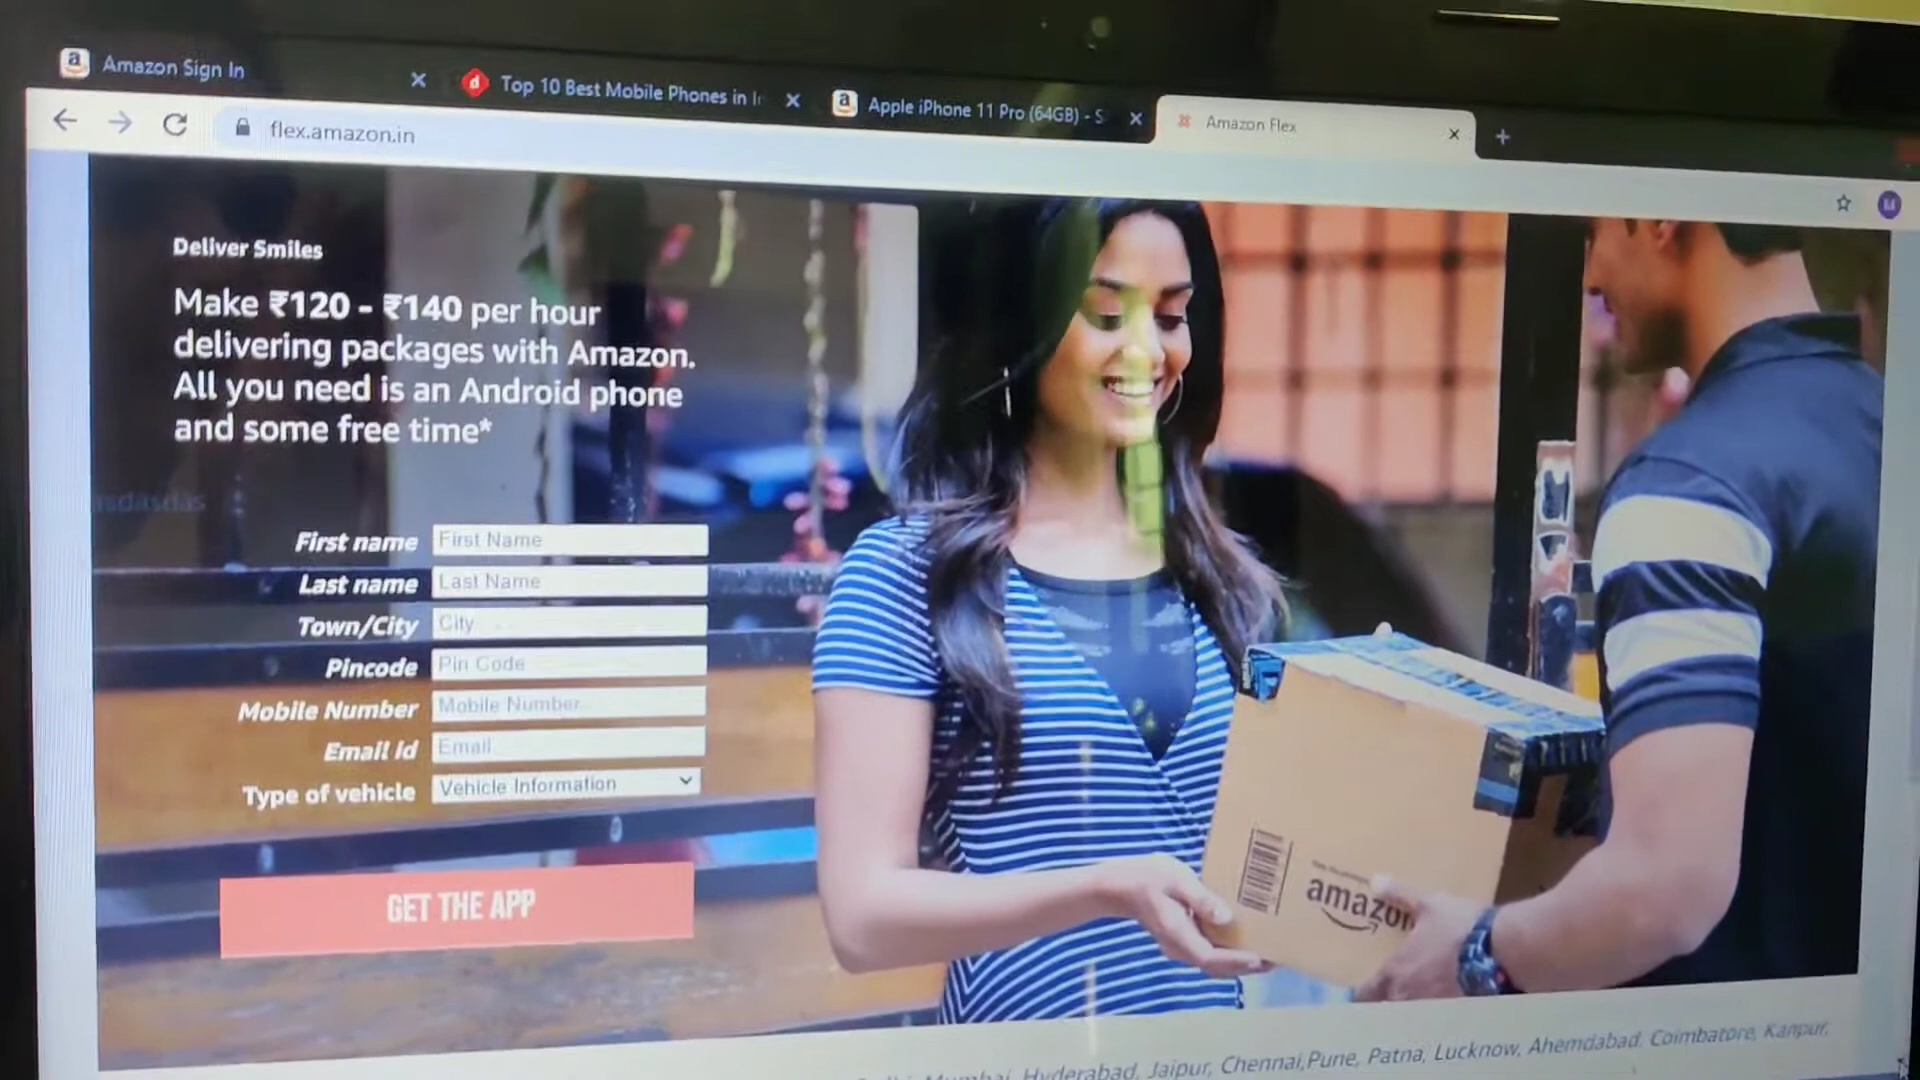 Amazon Sign In
Top 10 Best Mobile Phones in Ir
Apple iPhone 11 Pro (64GB) - S
Amazon Flex
flex.amazon.in
Deliver Smiles
Make ₹120 - ₹140 per hour
delivering packages with Amazon.
All you need is an Android phone
and some free time*
asdasdas
First name First Name
Last name Last Name
Town/City City
Pincode Pin Code
Mobile Number Mobile Number
Email id Email
Type of vehicle Vehicle Information
GET THE APP
amazon
Mumbai, Hyderabad, Jaipur, Chennai,Pune, Patna, Lucknow, Ahemdabad, Coimbatore, Kanpur,